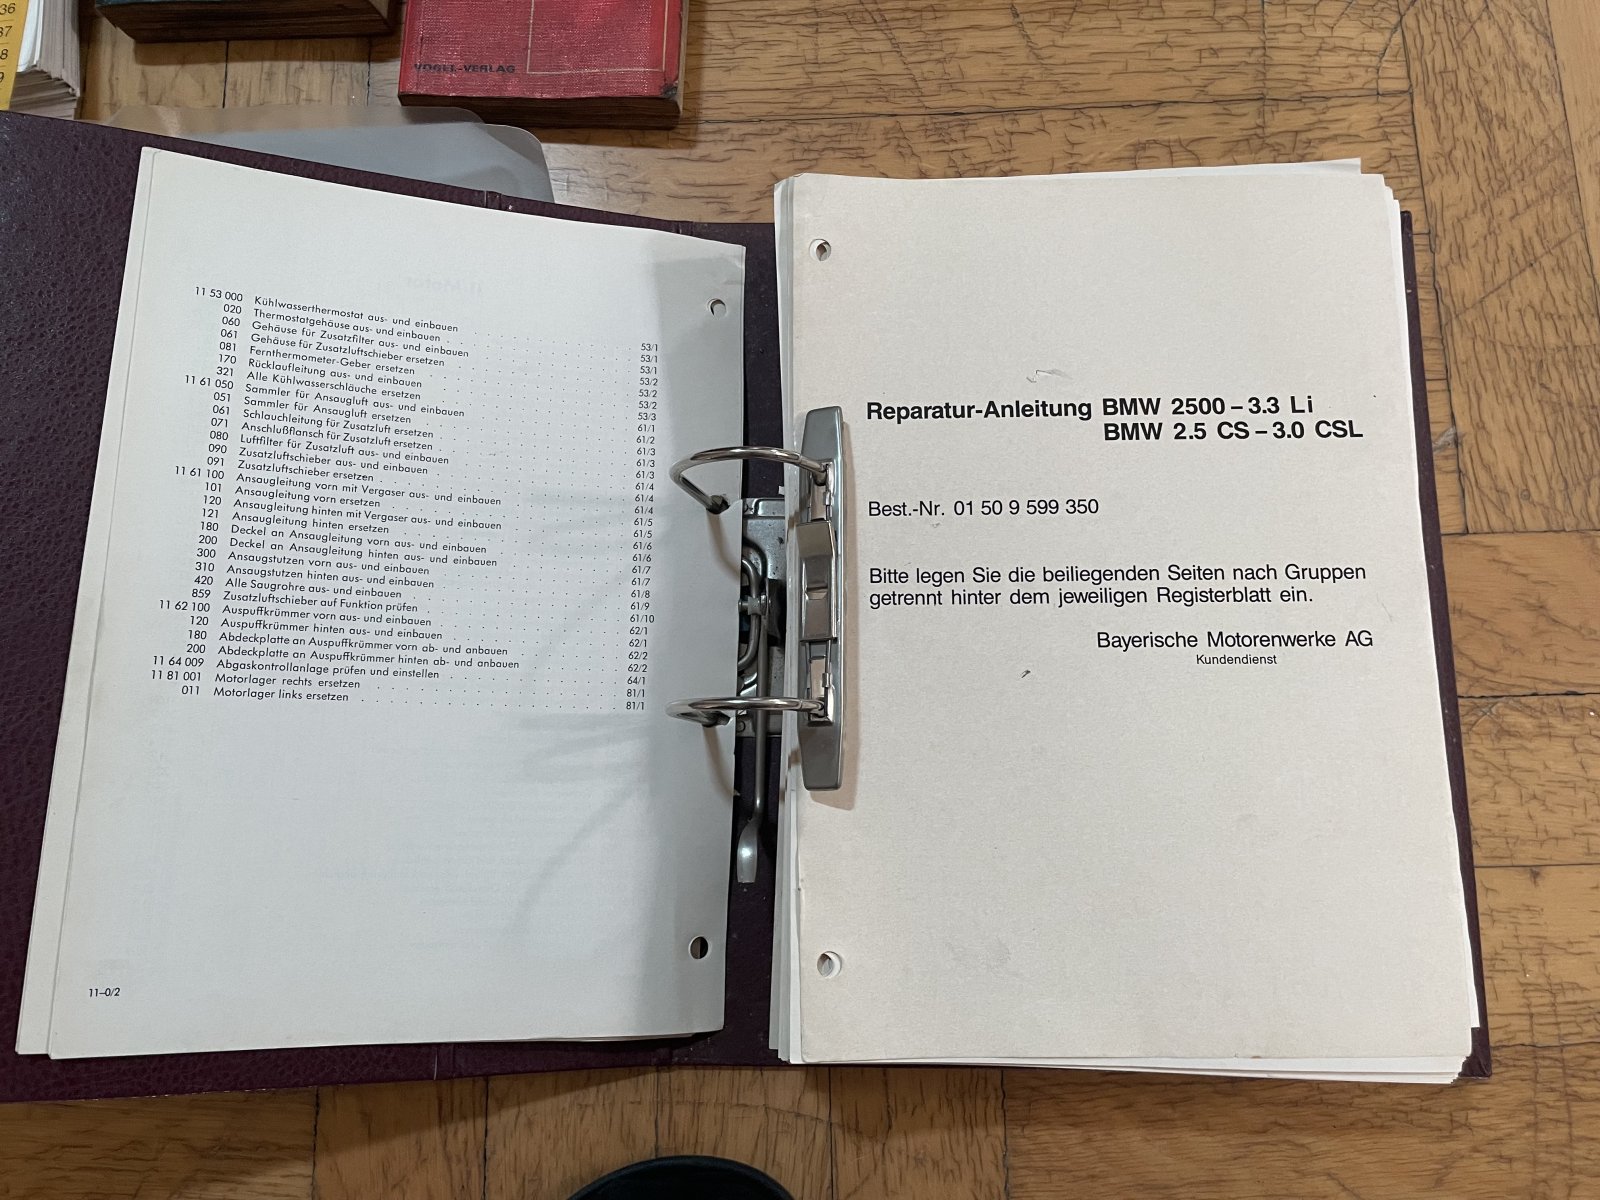 36
37
8
9
VOGEL-VERLAG
11 53 000 Kühlwasserthermostat aus- und einbauen . . . . . 53/1
020 Thermostatgehäuse aus- und einbauen . . . . . 53/1
060 Gehäuse für Zusatzfilter aus- und einbauen . . . . . 53/1
061 Gehäuse für Zusatzluftschieber ersetzen . . . . . 53/2
081 Fernthermometer-Geber ersetzen . . . . . 53/2
170 Rücklaufleitung aus- und einbauen . . . . . 53/2
321 Alle Kühlwasserschläuche ersetzen . . . . . 53/3
11 61 050 Sammler für Ansaugluft aus- und einbauen . . . . . 61/1
051 Sammler für Ansaugluft ersetzen . . . . . 61/2
061 Schlauchleitung für Zusatzluft ersetzen . . . . . 61/3
071 Anschlußflansch für Zusatzluft ersetzen . . . . . 61/3
080 Luftfilter für Zusatzluft aus- und einbauen . . . . . 61/3
090 Zusatzluftschieber aus- und einbauen . . . . . 61/4
091 Zusatzluftschieber ersetzen . . . . . 61/4
11 61 100 Ansaugleitung vorn mit Vergaser aus- und einbauen . . . . . 61/4
101 Ansaugleitung vorn ersetzen . . . . . 61/5
120 Ansaugleitung hinten mit Vergaser aus- und einbauen . . . . . 61/5
121 Ansaugleitung hinten ersetzen . . . . . 61/6
180 Deckel an Ansaugleitung vorn aus- und einbauen . . . . . 61/6
200 Deckel an Ansaugleitung hinten aus- und einbauen . . . . . 61/7
300 Ansaugstutzen vorn aus- und einbauen . . . . . 61/7
310 Ansaugstutzen hinten aus- und einbauen . . . . . 61/8
420 Alle Saugrohre aus- und einbauen . . . . . 61/9
859 Zusatzluftschieber auf Funktion prüfen . . . . . 61/10
11 62 100 Auspuffkrümmer vorn aus- und einbauen . . . . . 62/1
120 Auspuffkrümmer hinten aus- und einbauen . . . . . 62/1
180 Abdeckplatte an Auspuffkrümmer vorn ab- und anbauen . . . . . 62/2
200 Abdeckplatte an Auspuffkrümmer hinten ab- und anbauen . . . . . 62/2
11 64 009 Abgaskontrollanlage prüfen und einstellen . . . . . 64/1
11 81 001 Motorlager rechts ersetzen . . . . . 81/1
011 Motorlager links ersetzen . . . . . 81/1
11–0/2
Reparatur-Anleitung BMW 2500 – 3.3 Li
BMW 2.5 CS – 3.0 CSL
Best.-Nr. 01 50 9 599 350
Bitte legen Sie die beiliegenden Seiten nach Gruppen
getrennt hinter dem jeweiligen Registerblatt ein.
Bayerische Motorenwerke AG
Kundendienst